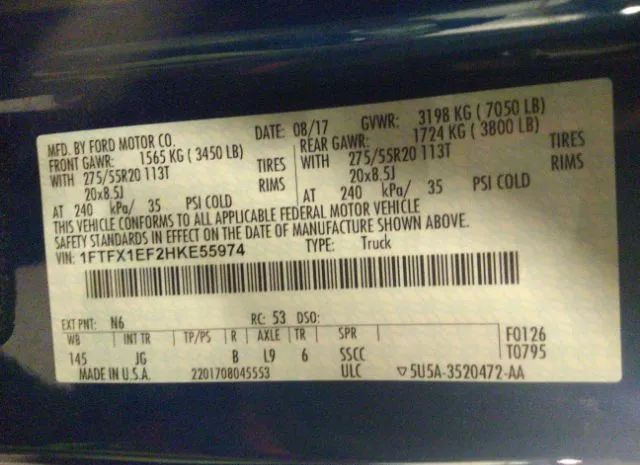 MFD. BY FORD MOTOR CO. DATE: 08/17 GVWR: 3198 KG ( 7050 LB)
FRONT GAWR: 1565 KG ( 3450 LB) REAR GAWR: 1724 KG ( 3800 LB)
WITH 275/55R20 113T TIRES WITH 275/55R20 113T TIRES
20x8.5J RIMS 20x8.5J RIMS
AT 240 kPa/ 35 PSI COLD AT 240 kPa/ 35 PSI COLD
THIS VEHICLE CONFORMS TO ALL APPLICABLE FEDERAL MOTOR VEHICLE
SAFETY STANDARDS IN EFFECT ON THE DATE OF MANUFACTURE SHOWN ABOVE.
VIN: 1FTFX1EF2HKE55974 TYPE: Truck
EXT PNT: N6 RC: 53 DSO:
WB INT TR TP/PS R AXLE TR SPR F0126
145 JG B L9 6 SSCC T0795
MADE IN U.S.A. 2201708045553 ULC ▽5U5A-3520472-AA